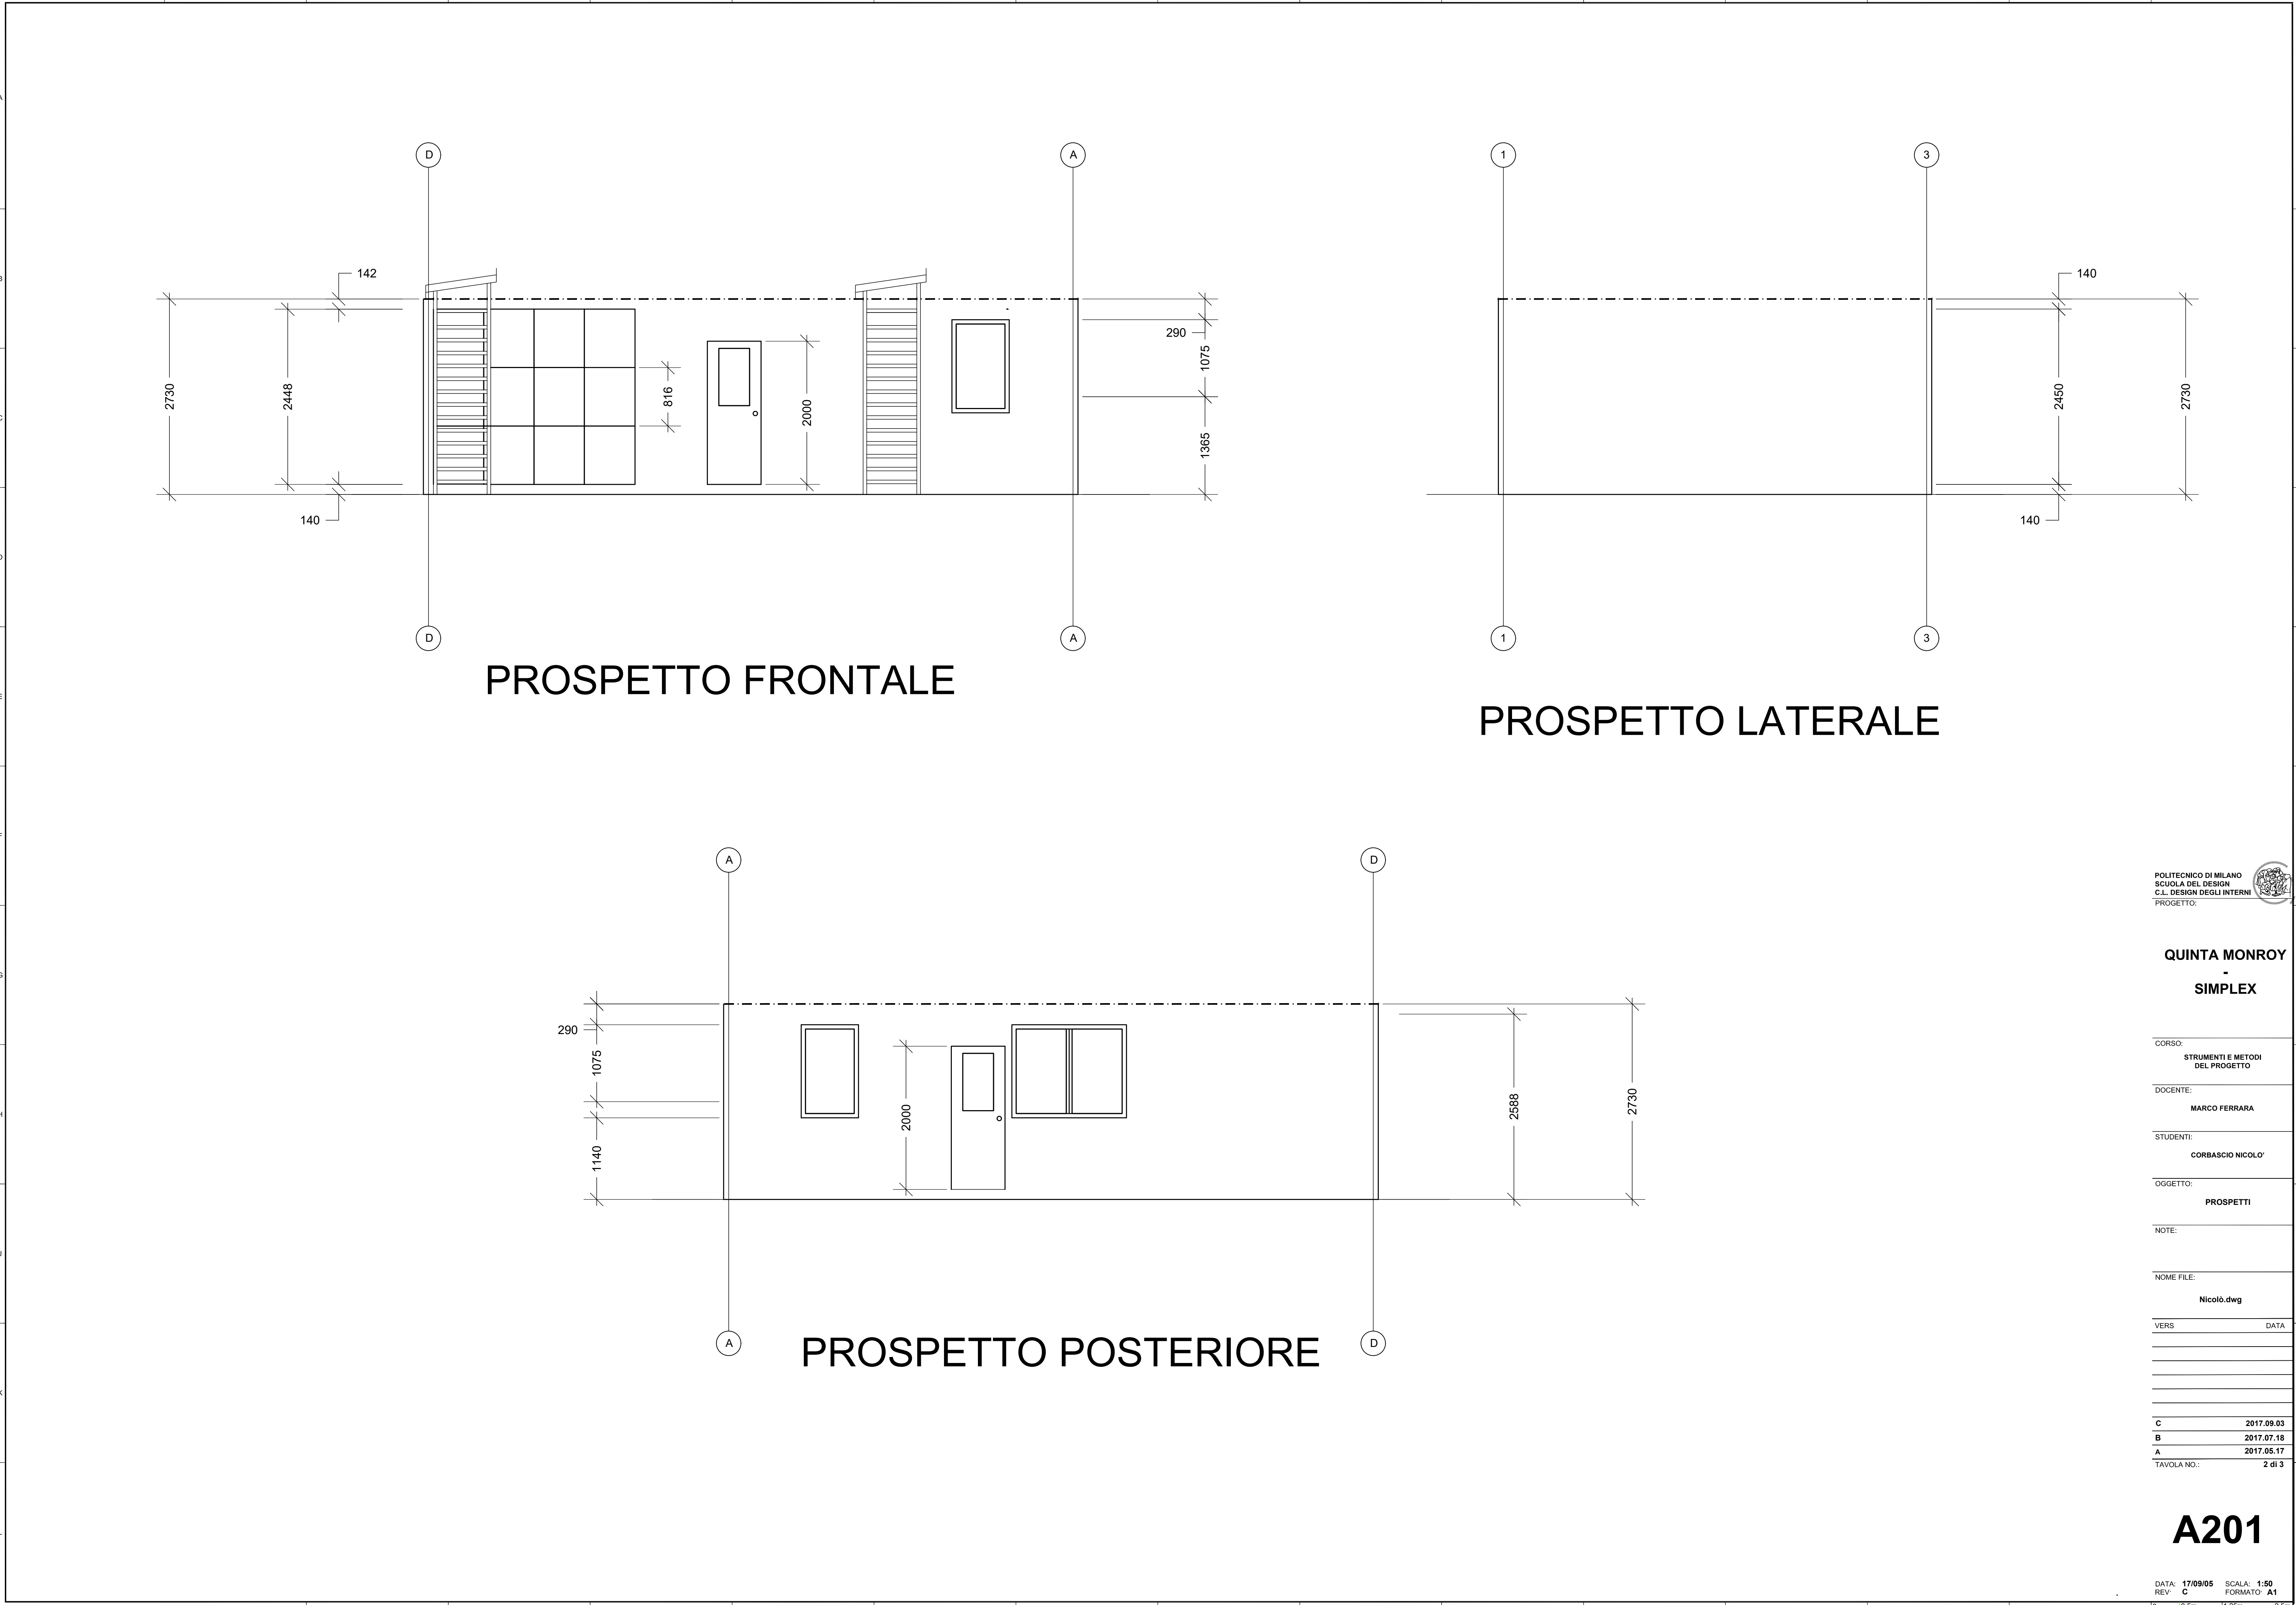 D
A
1
3
142
140
290
1075
2730
2448
816
2000
1365
2450
2730
140
140
D
A
1
3
PROSPETTO FRONTALE
PROSPETTO LATERALE
A
D
290
1075
2000
1140
2588
2730
A
D
PROSPETTO POSTERIORE
POLITECNICO DI MILANO
SCUOLA DEL DESIGN
C.L. DESIGN DEGLI INTERNI
PROGETTO:
QUINTA MONROY
-
SIMPLEX
CORSO:
STRUMENTI E METODI
DEL PROGETTO
DOCENTE:
MARCO FERRARA
STUDENTI:
CORBASCIO NICOLO'
OGGETTO:
PROSPETTI
NOTE:
NOME FILE:
Nicolò.dwg
VERS DATA
C 2017.09.03
B 2017.07.18
A 2017.05.17
TAVOLA NO.: 2 di 3
A201
DATA: 17/09/05 SCALA: 1:50
REV: C FORMATO: A1